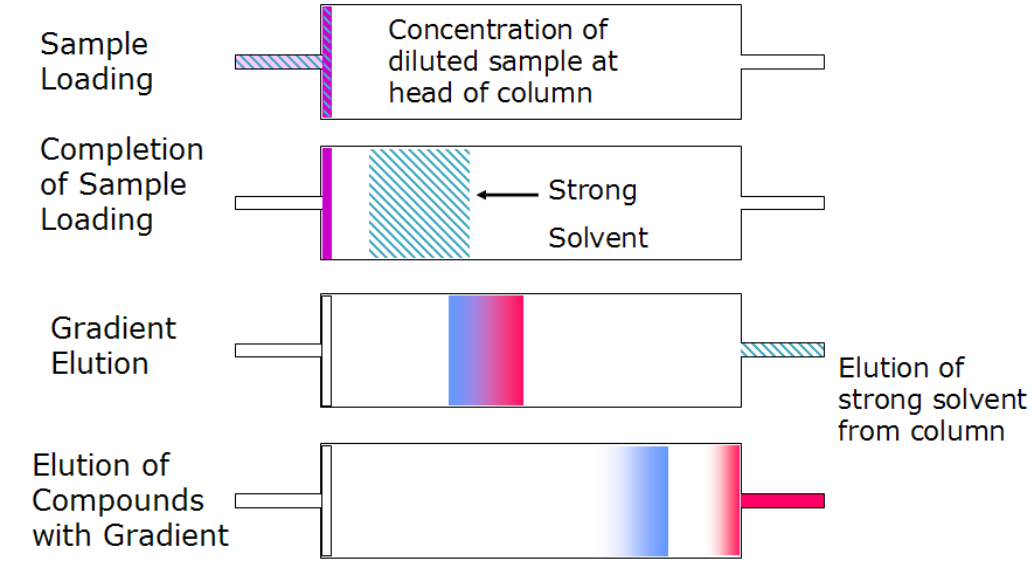 Sample
Loading
Concentration of
diluted sample at
head of column
Completion
of Sample
Loading
Strong
Solvent
Gradient
Elution
Elution of
strong solvent
from column
Elution of
Compounds
with Gradient